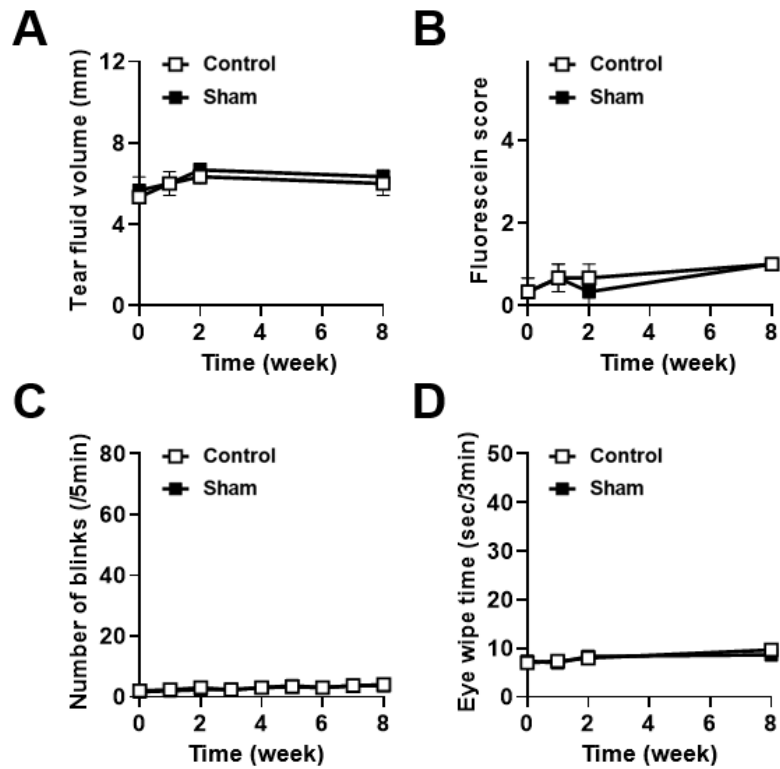 A
Tear fluid volume (mm)
12
8
4
0
Control
Sham
0 2 4 6 8
Time (week)
B
Fluorescein score
4
2
0
Control
Sham
0 2 4 6 8
Time (week)
C
Number of blinks (/5min)
80
60
40
20
0
Control
Sham
0 2 4 6 8
Time (week)
D
Eye wipe time (sec/3min)
50
40
30
20
10
0
Control
Sham
0 2 4 6 8
Time (week)